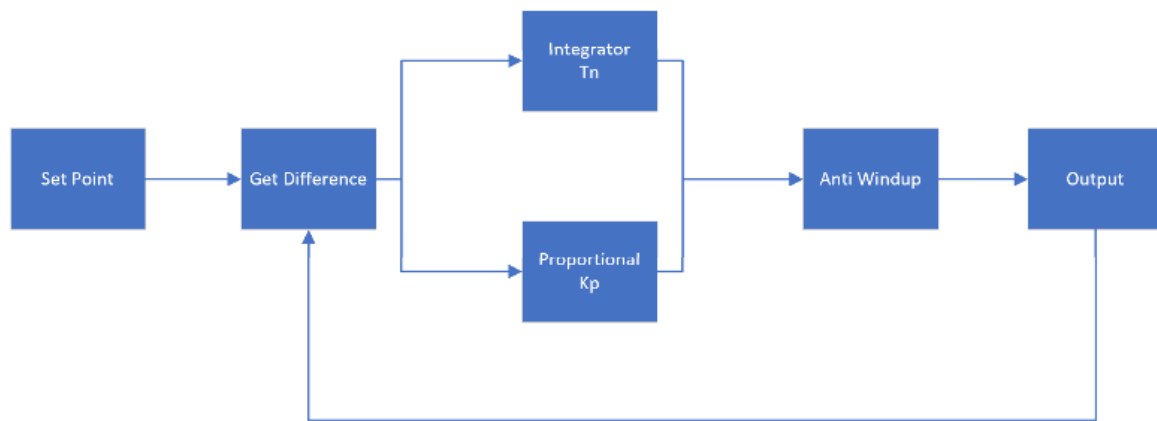 Integrator
Tn
Set Point
Get Difference
Anti Windup
Output
Proportional
Kp